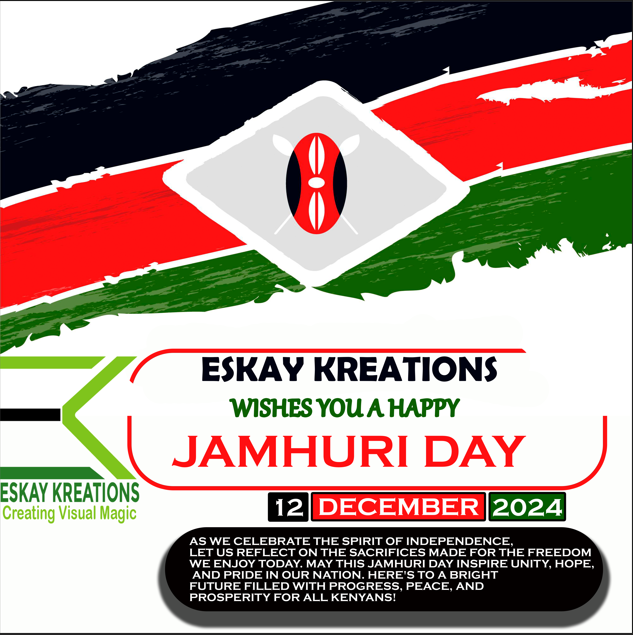 ESKAY KREATIONS
WISHES YOU A HAPPY
JAMHURI DAY
ESKAY KREATIONS
Creating Visual Magic
12 DECEMBER 2024
AS WE CELEBRATE THE SPIRIT OF INDEPENDENCE,
LET US REFLECT ON THE SACRIFICES MADE FOR THE FREEDOM
WE ENJOY TODAY. MAY THIS JAMHURI DAY INSPIRE UNITY, HOPE,
AND PRIDE IN OUR NATION. HERE'S TO A BRIGHT
FUTURE FILLED WITH PROGRESS, PEACE, AND
PROSPERITY FOR ALL KENYANS!